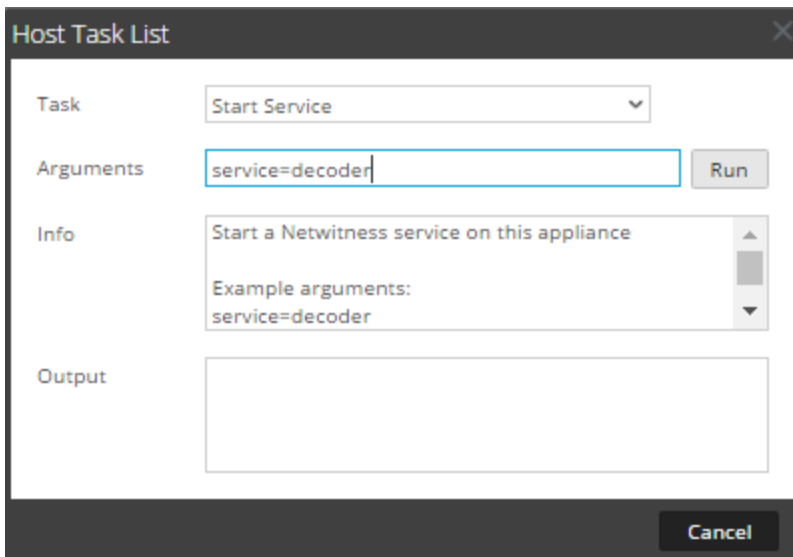 Host Task List
Task
Start Service
Arguments
service=decoder
Run
Info
Start a Netwitness service on this appliance
Example arguments:
service=decoder
Output
Cancel